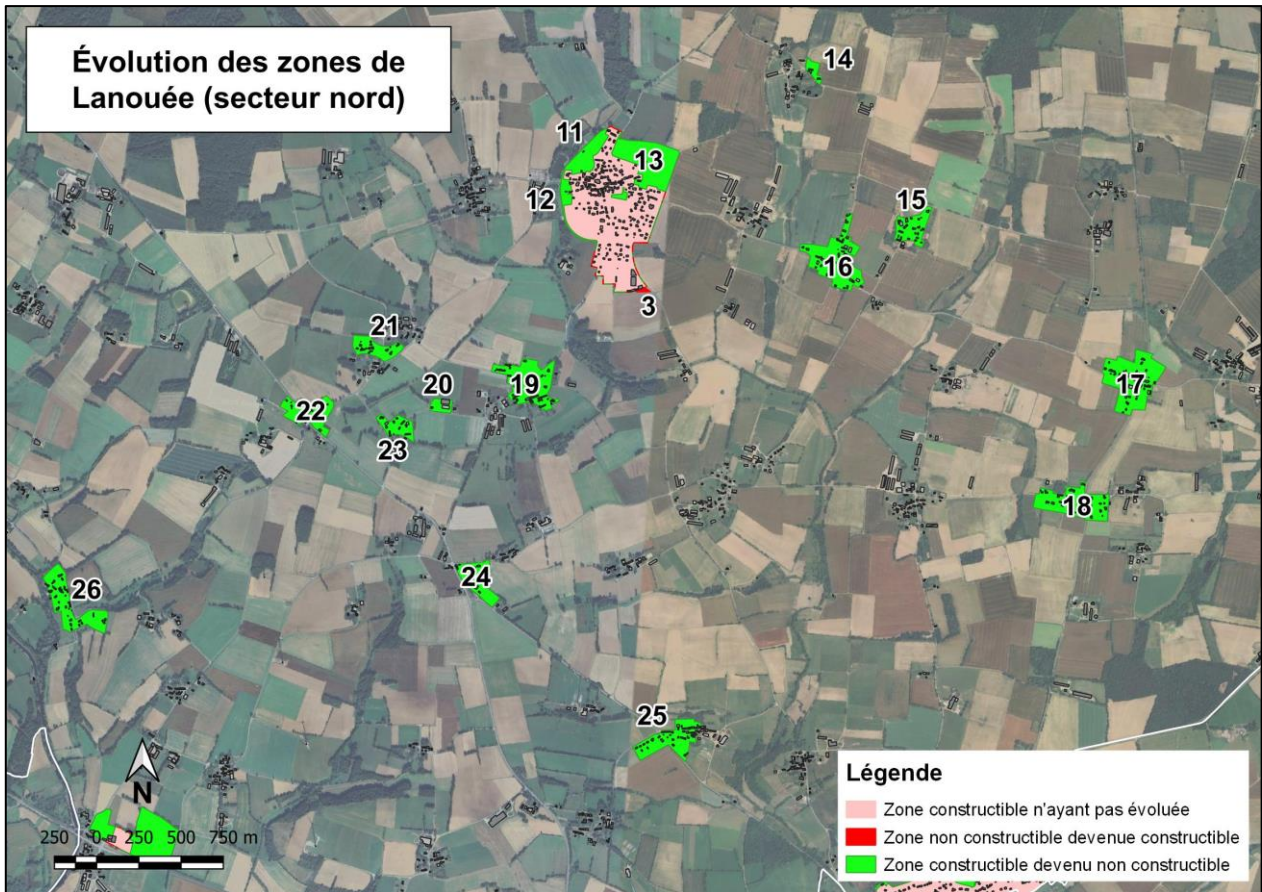 Évolution des zones de
Lanouée (secteur nord)
14
11
13
12
15
16
3
21
20
19
22
23
17
18
24
26
25
N
250 0 250 500 750 m
Légende
Zone constructible n'ayant pas évoluée
Zone non constructible devenue constructible
Zone constructible devenu non constructible